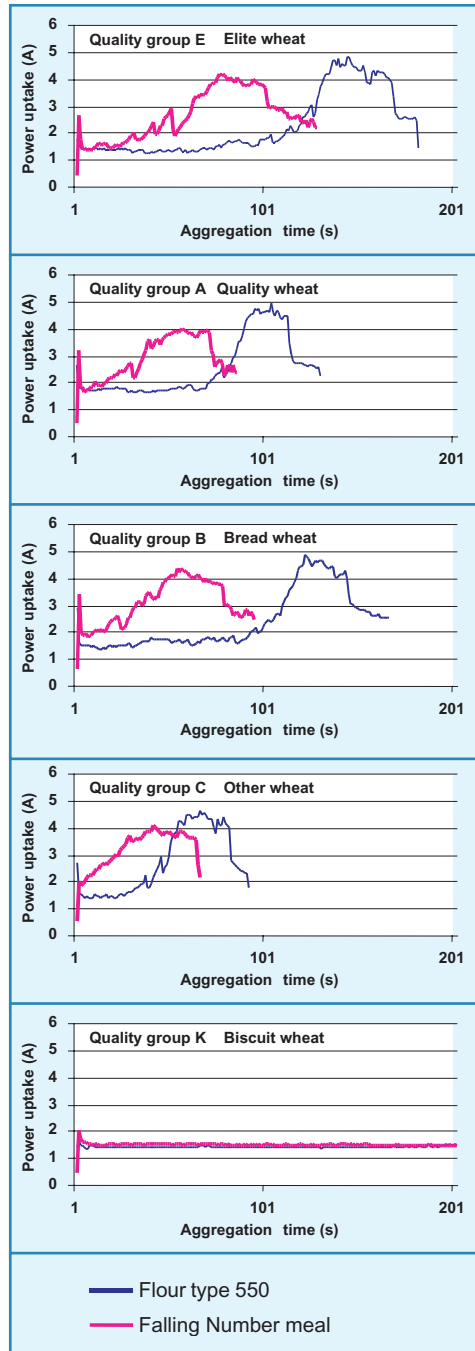 Quality group E   Elite wheat
Power uptake (A)
6
5
4
3
2
1
0
1 101 201
Aggregation time (s)
Quality group A Quality wheat
Power uptake (A)
6
5
4
3
2
1
0
1 101 201
Aggregation time (s)
Quality group B   Bread wheat
Power uptake (A)
6
5
4
3
2
1
0
1 101 201
Aggregation time (s)
Quality group C   Other wheat
Power uptake (A)
6
5
4
3
2
1
0
1 101 201
Aggregation time (s)
Quality group K   Biscuit wheat
Power uptake (A)
6
5
4
3
2
1
0
1 101 201
Aggregation time (s)
Flour type 550
Falling Number meal